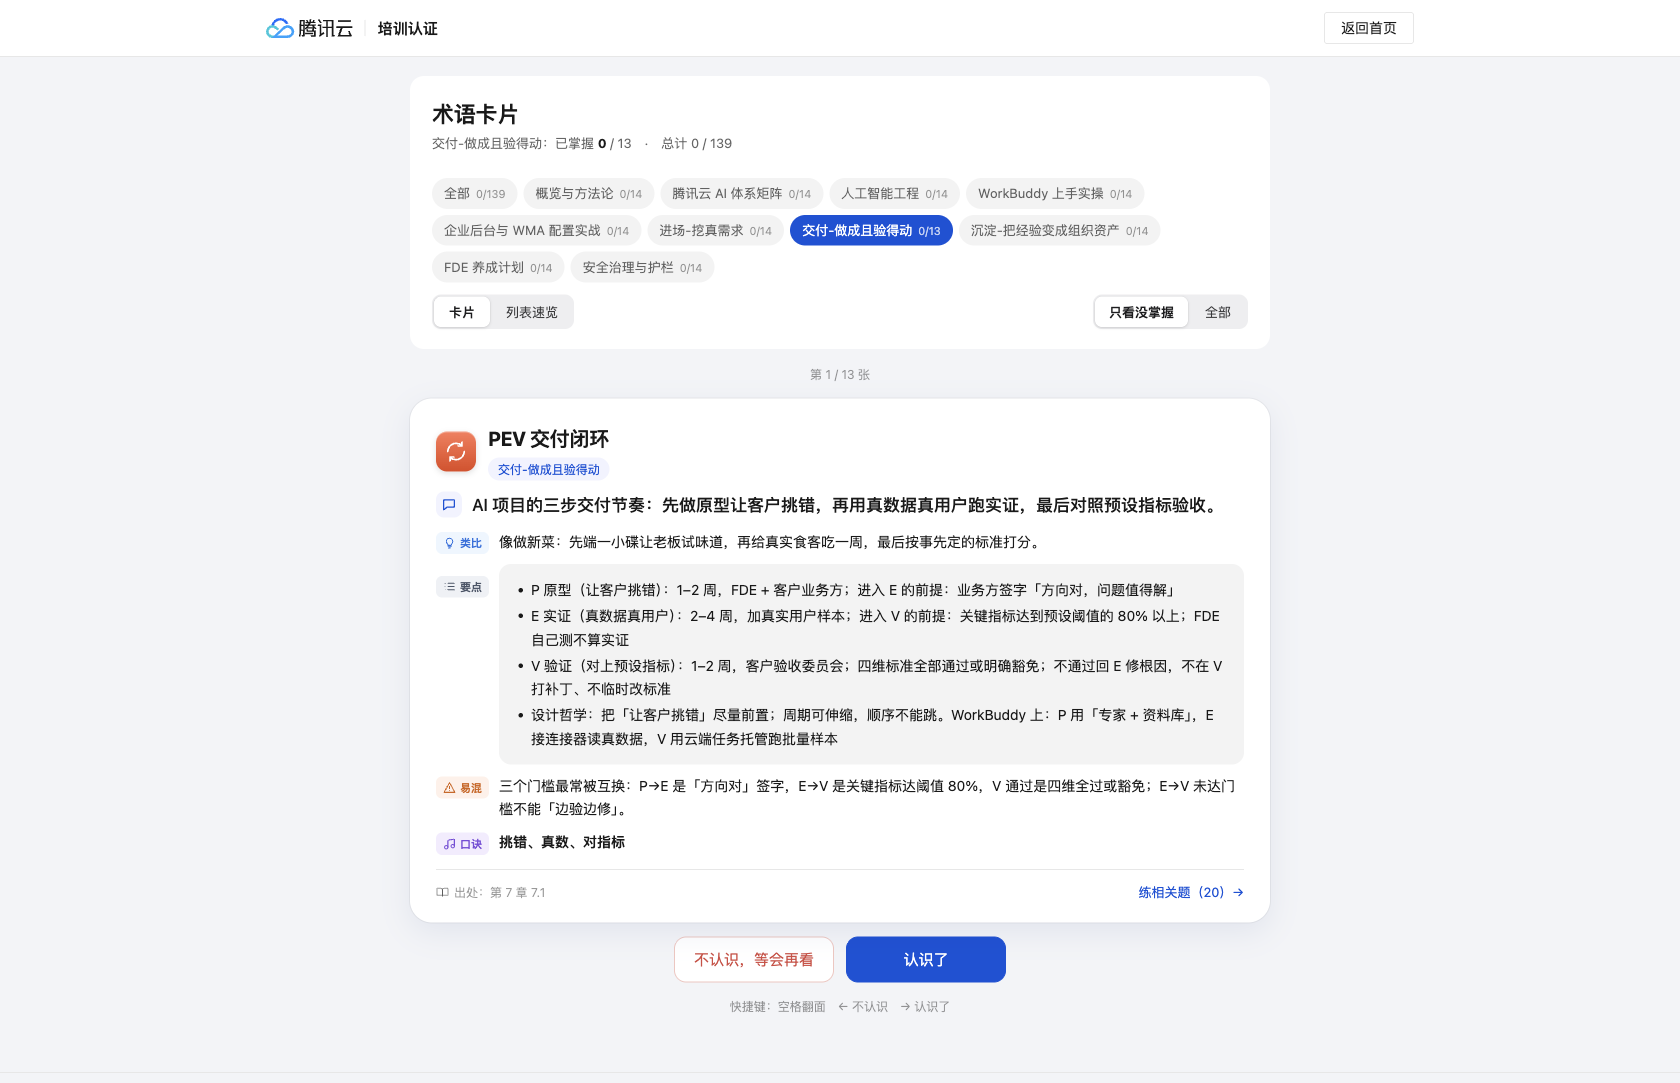 腾讯云 培训认证 返回首页
术语卡片
交付-做成且验得动：已掌握 0 / 13 · 总计 0 / 139
全部 0/139 概览与方法论 0/14 腾讯云 AI 体系矩阵 0/14 人工智能工程 0/14 WorkBuddy 上手实操 0/14
企业后台与 WMA 配置实战 0/14 进场-挖真需求 0/14 交付-做成且验得动 0/13 沉淀-把经验变成组织资产 0/14
FDE 养成计划 0/14 安全治理与护栏 0/14
卡片 列表速览 只看没掌握 全部
第 1 / 13 张
PEV 交付闭环
交付-做成且验得动
AI 项目的三步交付节奏：先做原型让客户挑错，再用真数据真用户跑实证，最后对照预设指标验收。
类比 像做新菜：先端一小碟让老板试味道，再给真实食客吃一周，最后按事先定的标准打分。
要点
• P 原型（让客户挑错）：1–2 周，FDE + 客户业务方；进入 E 的前提：业务方签字「方向对，问题值得解」
• E 实证（真数据真用户）：2–4 周，加真实用户样本；进入 V 的前提：关键指标达到预设阈值的 80% 以上；FDE
自己测不算实证
• V 验证（对上预设指标）：1–2 周，客户验收委员会；四维标准全部通过或明确豁免；不通过回 E 修根因，不在 V
打补丁、不临时改标准
• 设计哲学：把「让客户挑错」尽量前置；周期可伸缩，顺序不能跳。WorkBuddy 上：P 用「专家 + 资料库」，E
接连接器读真数据，V 用云端任务托管跑批量样本
易混 三个门槛最常被互换：P→E 是「方向对」签字，E→V 是关键指标达阈值 80%，V 通过是四维全过或豁免；E→V 未达门
槛不能「边验边修」。
口诀 挑错、真数、对指标
出处：第 7 章 7.1 练相关题（20） →
不认识，等会再看 认识了
快捷键：空格翻面 ← 不认识 → 认识了